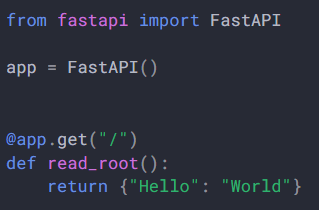 from fastapi import FastAPI
app = FastAPI()
@app.get("/")
def read_root():
    return {"Hello": "World"}